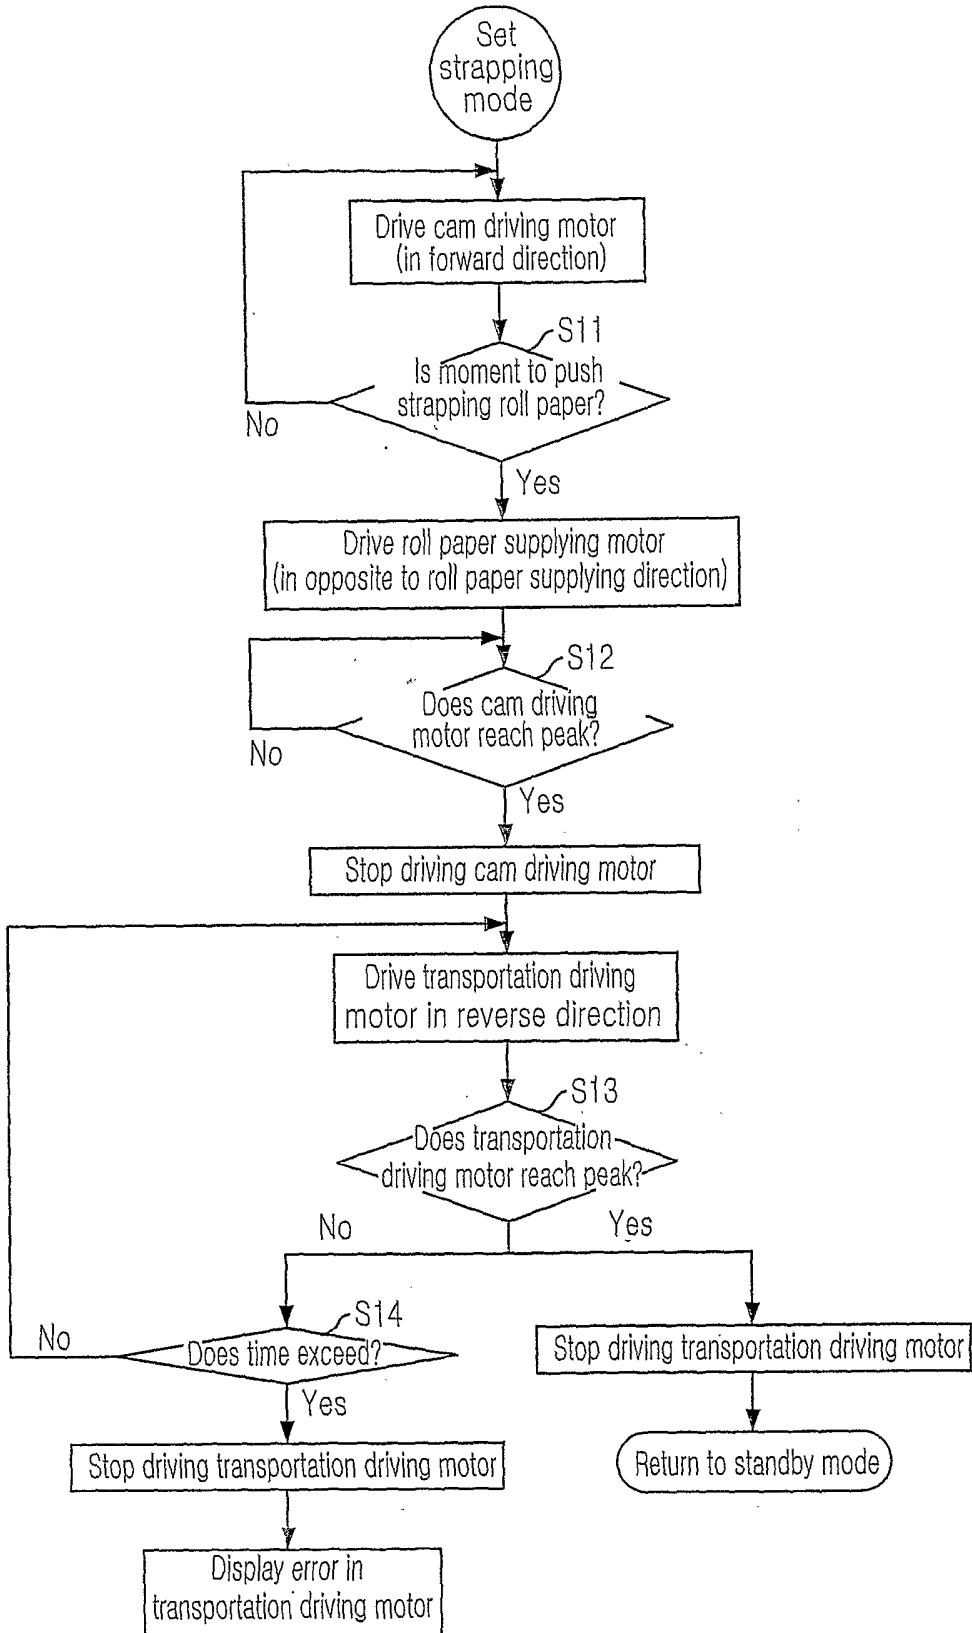 Set
strapping
mode
Drive cam driving motor
(in forward direction)
S11
Is moment to push
strapping roll paper?
No
Yes
Drive roll paper supplying motor
(in opposite to roll paper supplying direction)
S12
Does cam driving
motor reach peak?
No
Yes
Stop driving cam driving motor
Drive transportation driving
motor in reverse direction
S13
Does transportation
driving motor reach peak?
No
Yes
S14
Does time exceed?
No
Yes
Stop driving transportation driving motor
Stop driving transportation driving motor
Return to standby mode
Display error in
transportation driving motor